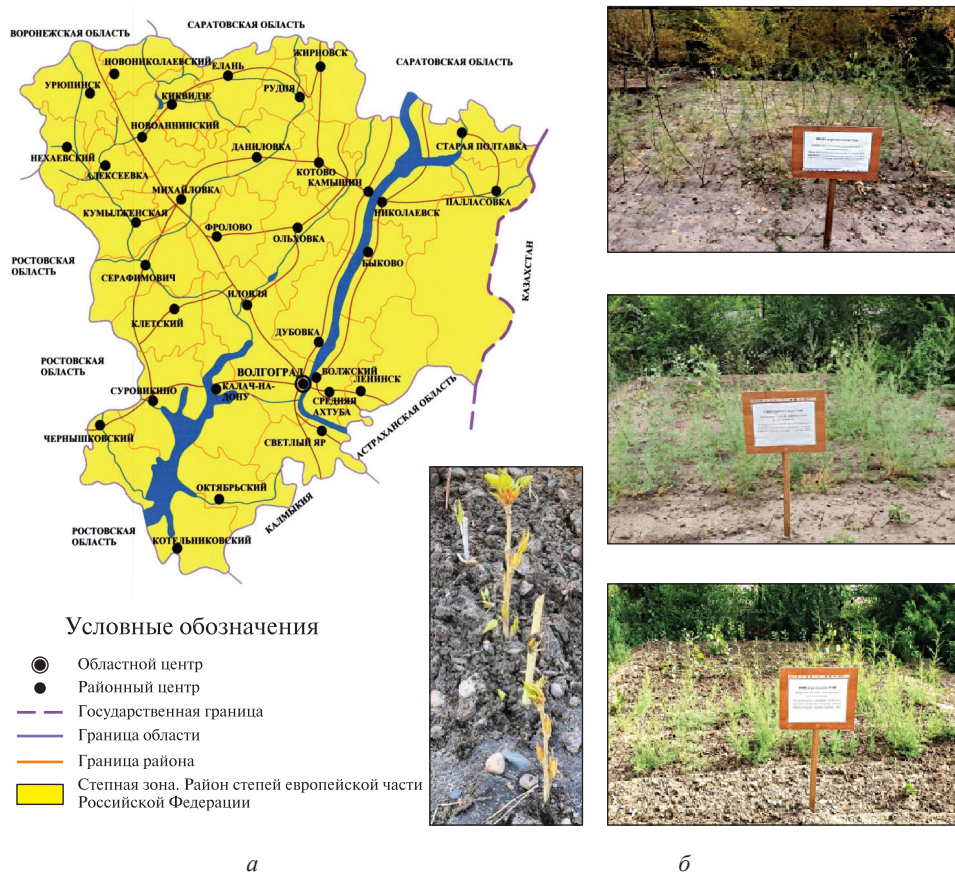 САРАТОВСКАЯ ОБЛАСТЬ
ВОРОНЕЖСКАЯ ОБЛАСТЬ
ЖИРНОВСК
НОВОНИКОЛАЕВСКИЙ
ЕЛАНЬ
САРАТОВСКАЯ ОБЛАСТЬ
УРЮПИНСК
РУДНЯ
КИКВИДЗЕ
НОВОАННИНСКИЙ
СТАРАЯ ПОЛТАВКА
НЕХАЕВСКИЙ
ДАНИЛОВКА
АЛЕКСЕЕВКА
КОТОВО
КАМЫШИН
МИХАЙЛОВКА
ПАЛЛАСОВКА
КУМЫЛЖЕНСКАЯ
НИКОЛАЕВСК
ФРОЛОВО
ОЛЬХОВКА
РОСТОВСКАЯ
ОБЛАСТЬ
БЫКОВО
КАЗАХСТАН
СЕРАФИМОВИЧ
ИЛОВЛЯ
КЛЕТСКИЙ
ДУБОВКА
РОСТОВСКАЯ
ОБЛАСТЬ
ВОЛГОГРАД
ВОЛЖСКИЙ
ЛЕНИНСК
СУРОВИКИНО
КАЛАЧ-НА-
ДОНУ
СРЕДНЯЯ
АХТУБА
АСТРАХАНСКАЯ ОБЛАСТЬ
ЧЕРНЫШКОВСКИЙ
СВЕТЛЫЙ ЯР
ОКТЯБРЬСКИЙ
КАЛМЫКИЯ
РОСТОВСКАЯ
ОБЛАСТЬ
КОТЕЛЬНИКОВСКИЙ
Условные обозначения
Областной центр
Районный центр
Государственная граница
Граница области
Граница района
Степная зона. Район степей европейской части
Российской Федерации
а
б